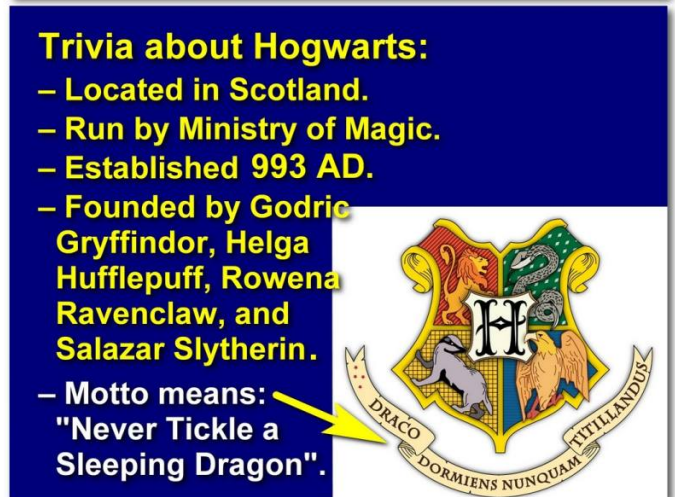 Trivia about Hogwarts:
– Located in Scotland.
– Run by Ministry of Magic.
– Established 993 AD.
– Founded by Godric
Gryffindor, Helga
Hufflepuff, Rowena
Ravenclaw, and
Salazar Slytherin.
– Motto means:
"Never Tickle a
Sleeping Dragon".
H
DRACO DORMIENS NUNQUAM TITILLANDUS